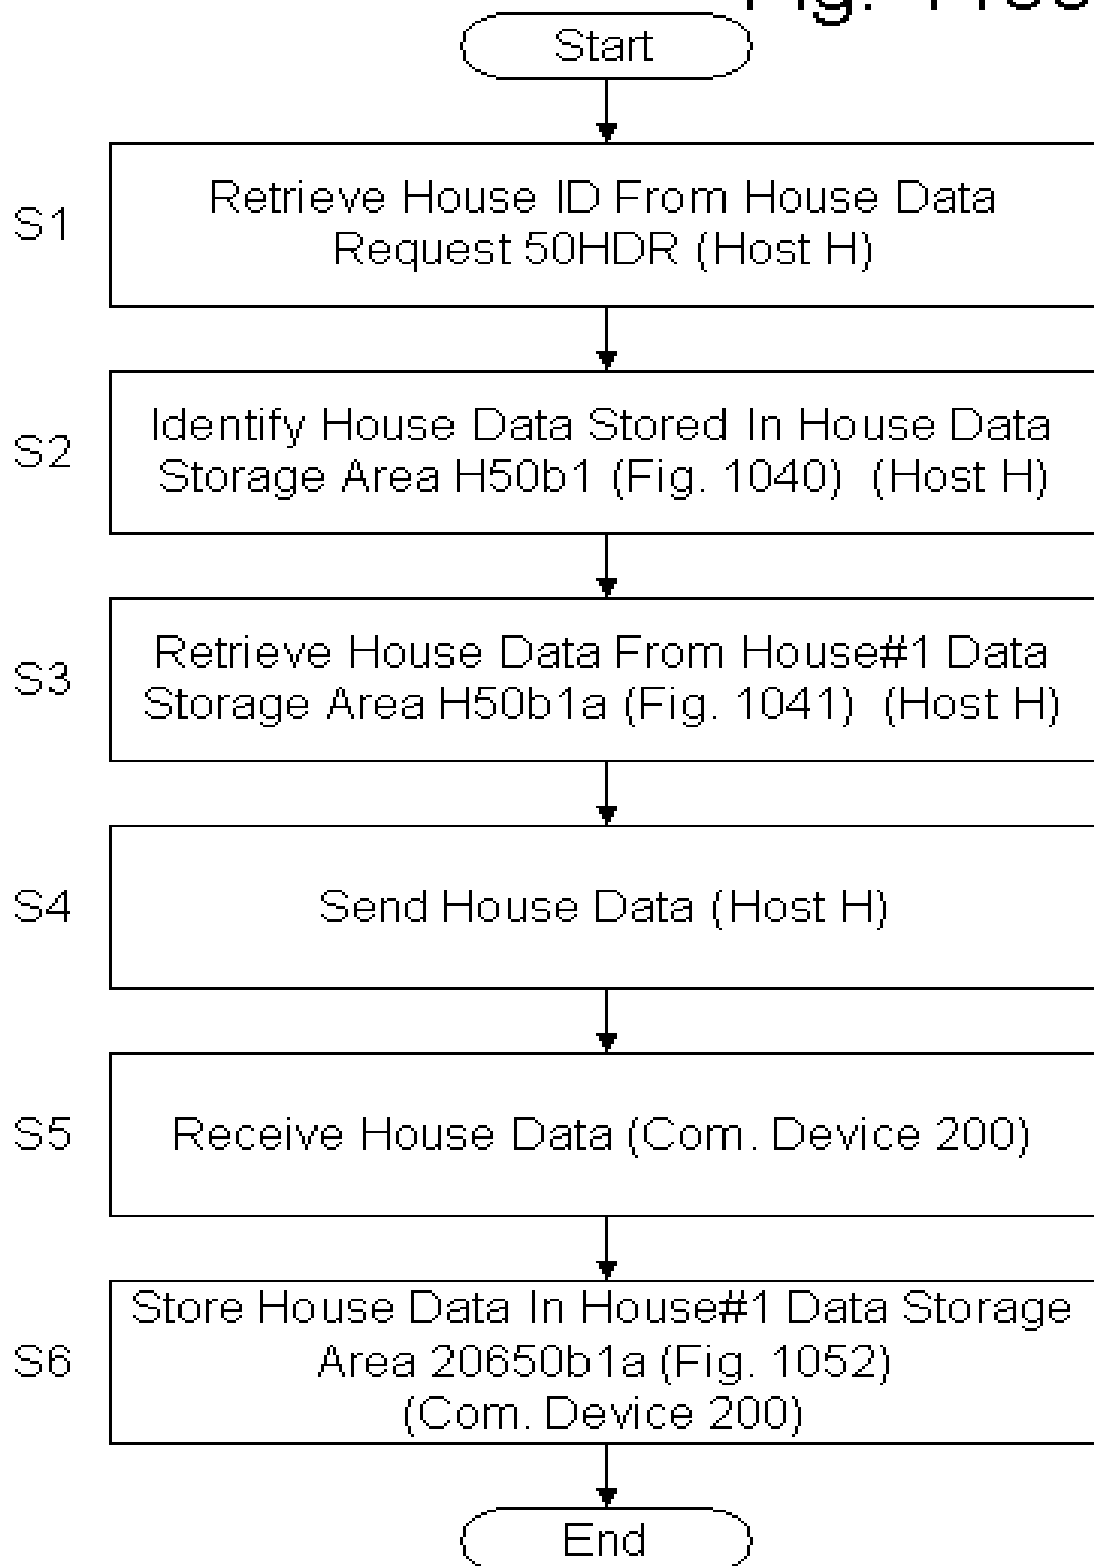 Fig.
Start
S1
Retrieve House ID From House Data
Request 50HDR (Host H)
S2
Identify House Data Stored In House Data
Storage Area H50b1 (Fig. 1040) (Host H)
S3
Retrieve House Data From House#1 Data
Storage Area H50b1a (Fig. 1041) (Host H)
S4
Send House Data (Host H)
S5
Receive House Data (Com. Device 200)
S6
Store House Data In House#1 Data Storage
Area 20650b1a (Fig. 1052)
(Com. Device 200)
End